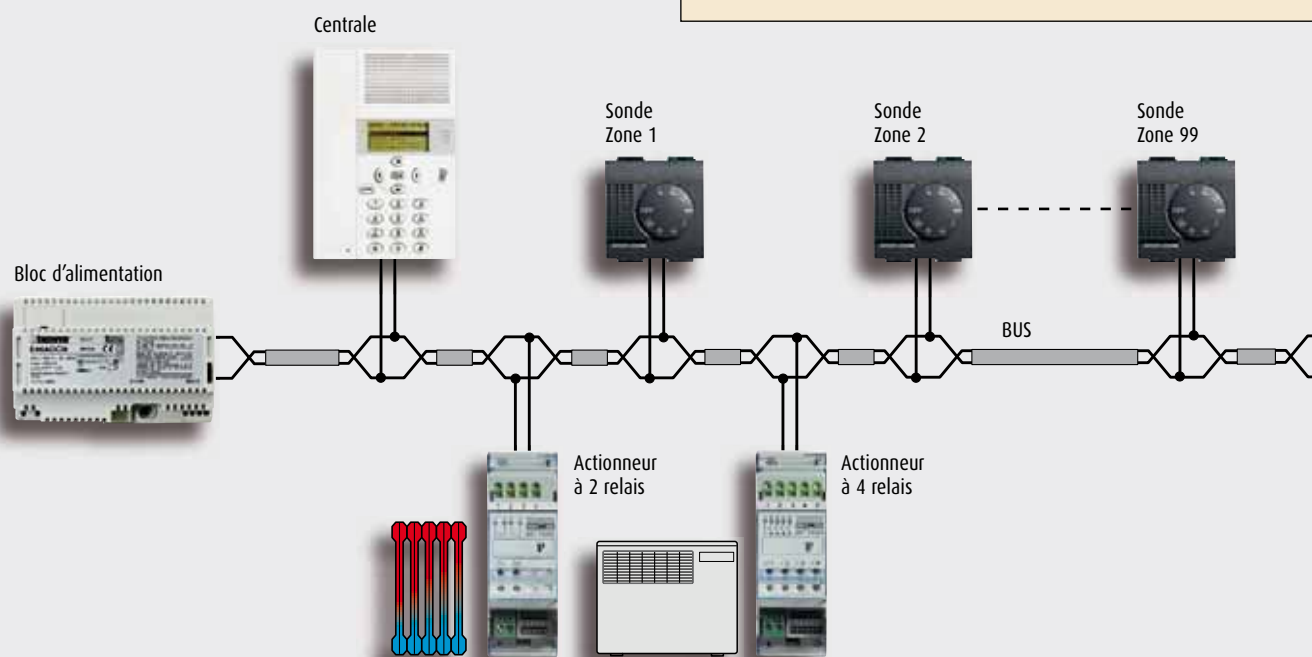 Centrale
Sonde
Zone 1
Sonde
Zone 2
Sonde
Zone 99
Bloc d'alimentation
BUS
Actionneur
à 2 relais
Actionneur
à 4 relais